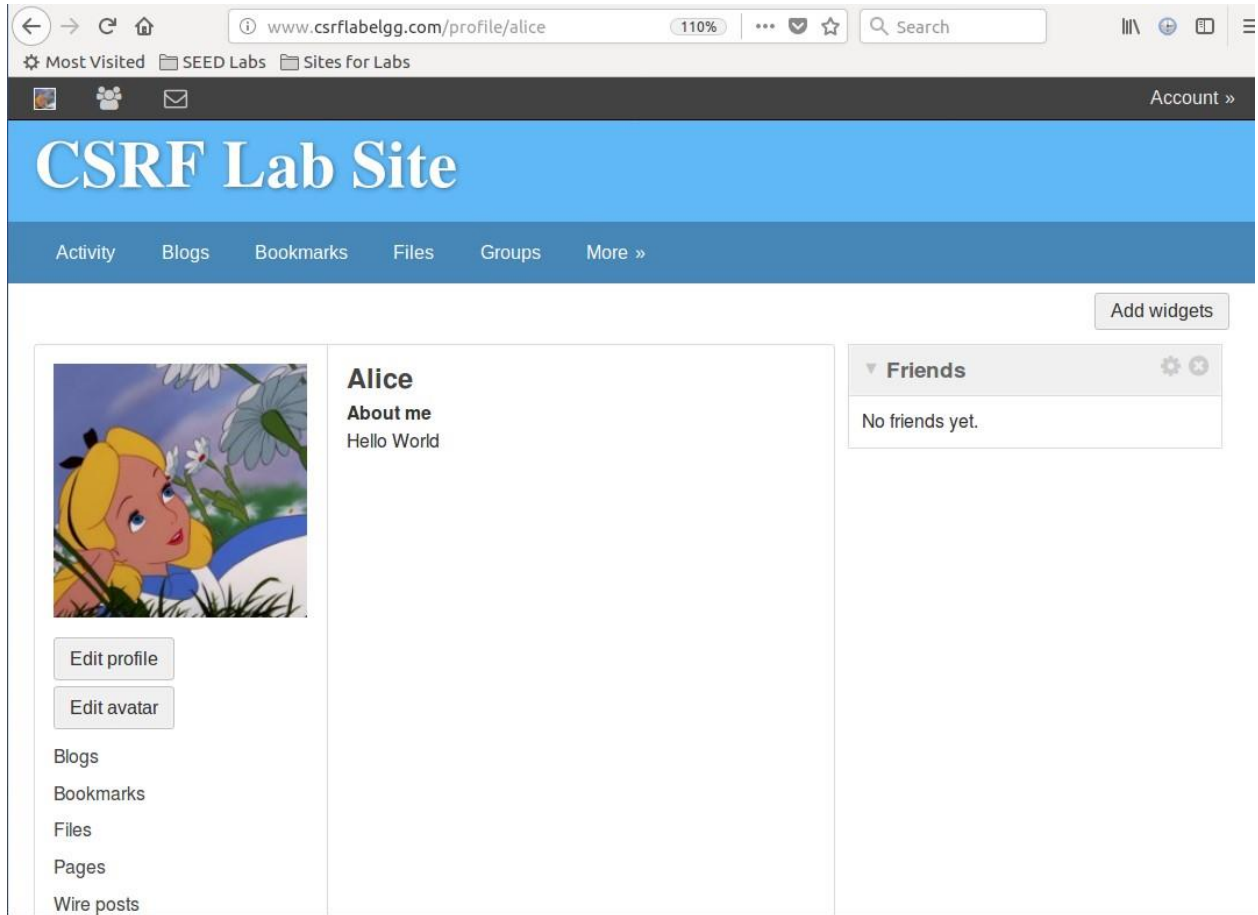 www.csrflabelgg.com/profile/alice 110% Search
Most Visited SEED Labs Sites for Labs
Account »
CSRF Lab Site
Activity Blogs Bookmarks Files Groups More »
Add widgets
Alice
About me
Hello World
Friends
No friends yet.
Edit profile
Edit avatar
Blogs
Bookmarks
Files
Pages
Wire posts